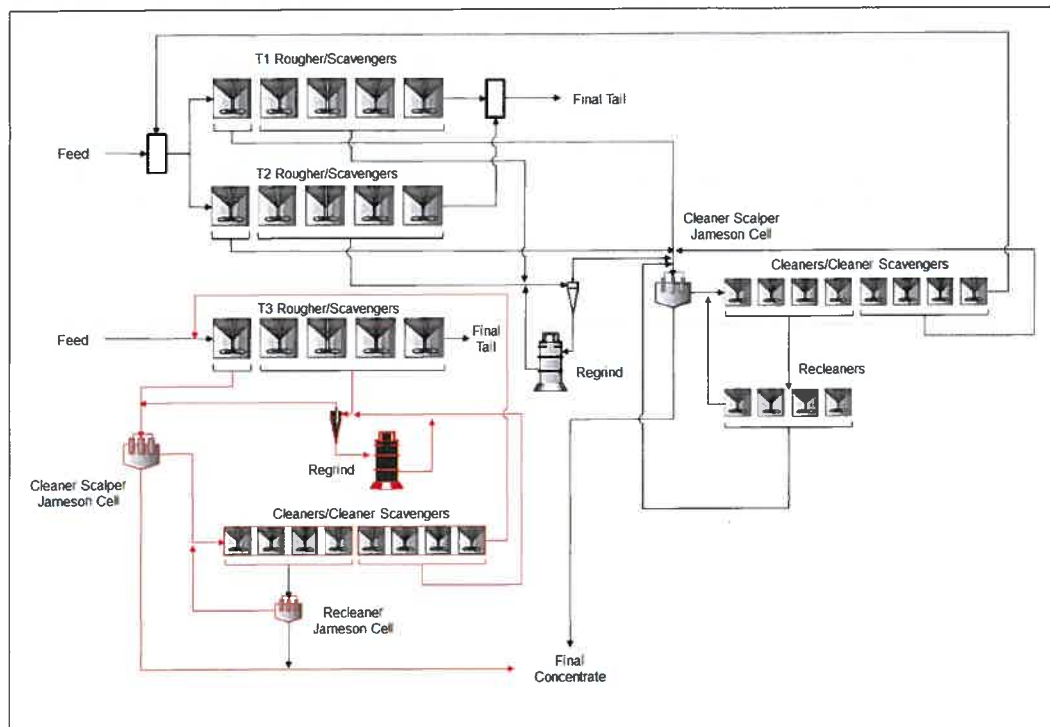 T1 Rougher/Scavengers
Final Tail
Feed
T2 Rougher/Scavengers
Cleaner Scalper
Jameson Cell
Cleaners/Cleaner Scavengers
T3 Rougher/Scavengers
Feed
Final
Tail
Regrind
Recleaners
Regrind
Cleaner Scalper
Jameson Cell
Cleaners/Cleaner Scavengers
Recleaner
Jameson Cell
Final
Concentrate